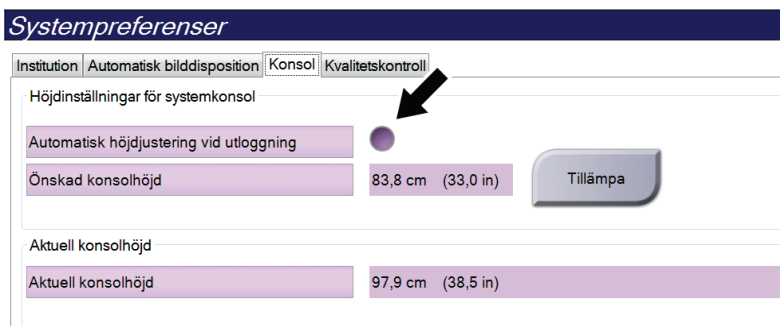 Systempreferenser
Institution Automatisk bilddisposition Konsol Kvalitetskontroll
Höjdinställningar för systemkonsol
Automatisk höjdjustering vid utloggning
Önskad konsolhöjd 83,8 cm (33,0 in) Tillämpa
Aktuell konsolhöjd
Aktuell konsolhöjd 97,9 cm (38,5 in)